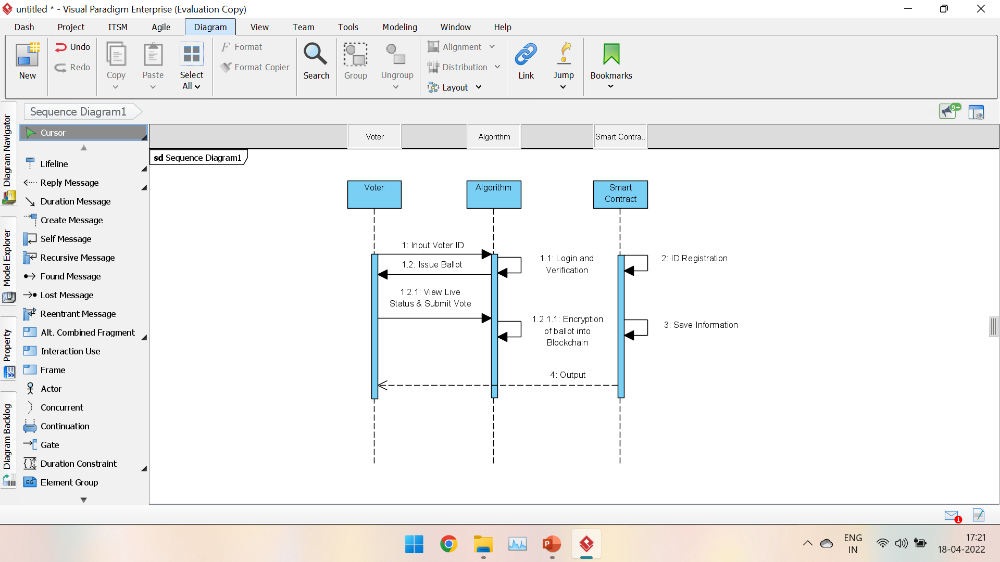 untitled * - Visual Paradigm Enterprise (Evaluation Copy)
Dash Project ITSM Agile Diagram View Team Tools Modeling Window Help
New
Undo
Redo
Copy
Paste
Select
All
Format
Format Copier
Search
Group
Ungroup
Alignment
Distribution
Layout
Link
Jump
Bookmarks
Sequence Diagram1
9+
Diagram Navigator
Model Explorer
Property
Diagram Backlog
Cursor
Lifeline
Reply Message
Duration Message
Create Message
Self Message
Recursive Message
Found Message
Lost Message
Reentrant Message
Alt. Combined Fragment
Interaction Use
Frame
Actor
Concurrent
Continuation
Gate
Duration Constraint
EG Element Group
Voter Algorithm Smart Contra..
sd Sequence Diagram1
Voter
Algorithm
Smart
Contract
1: Input Voter ID
1.1: Login and
Verification
2: ID Registration
1.2: Issue Ballot
1.2.1: View Live
Status & Submit Vote
1.2.1.1: Encryption
of ballot into
Blockchain
3: Save Information
4: Output
1
P
ENG
IN
17:21
18-04-2022